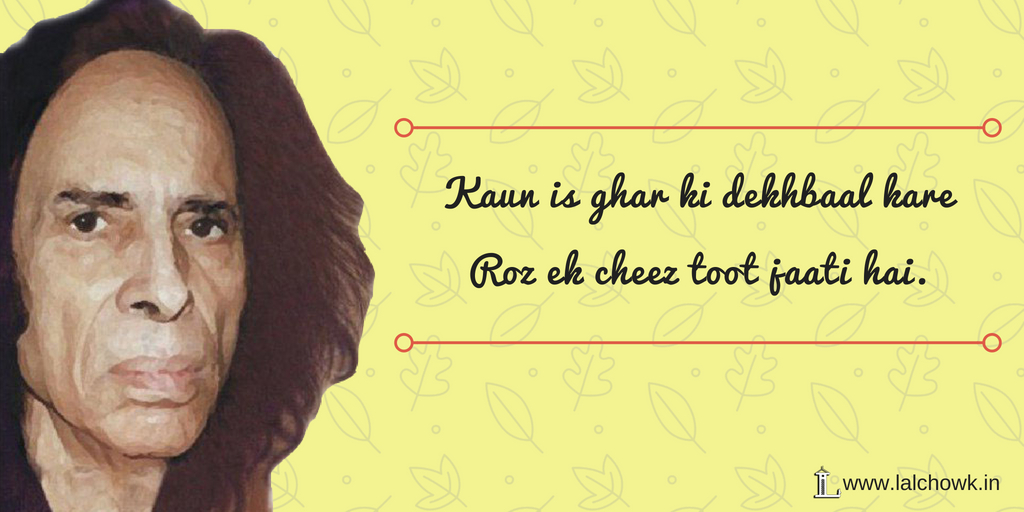 Kaun is ghar ki dekhbaal kare
Roz ek cheez toot jaati hai.
www.lalchowk.in